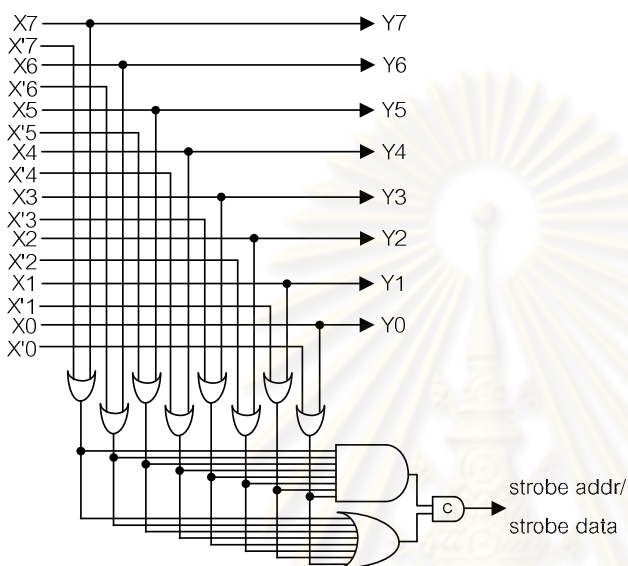 X7 Y7
X'7
X6 Y6
X'6
X5 Y5
X'5
X4 Y4
X'4
X3 Y3
X'3
X2 Y2
X'2
X1 Y1
X'1
X0 Y0
X'0
strobe addr/
C
strobe data